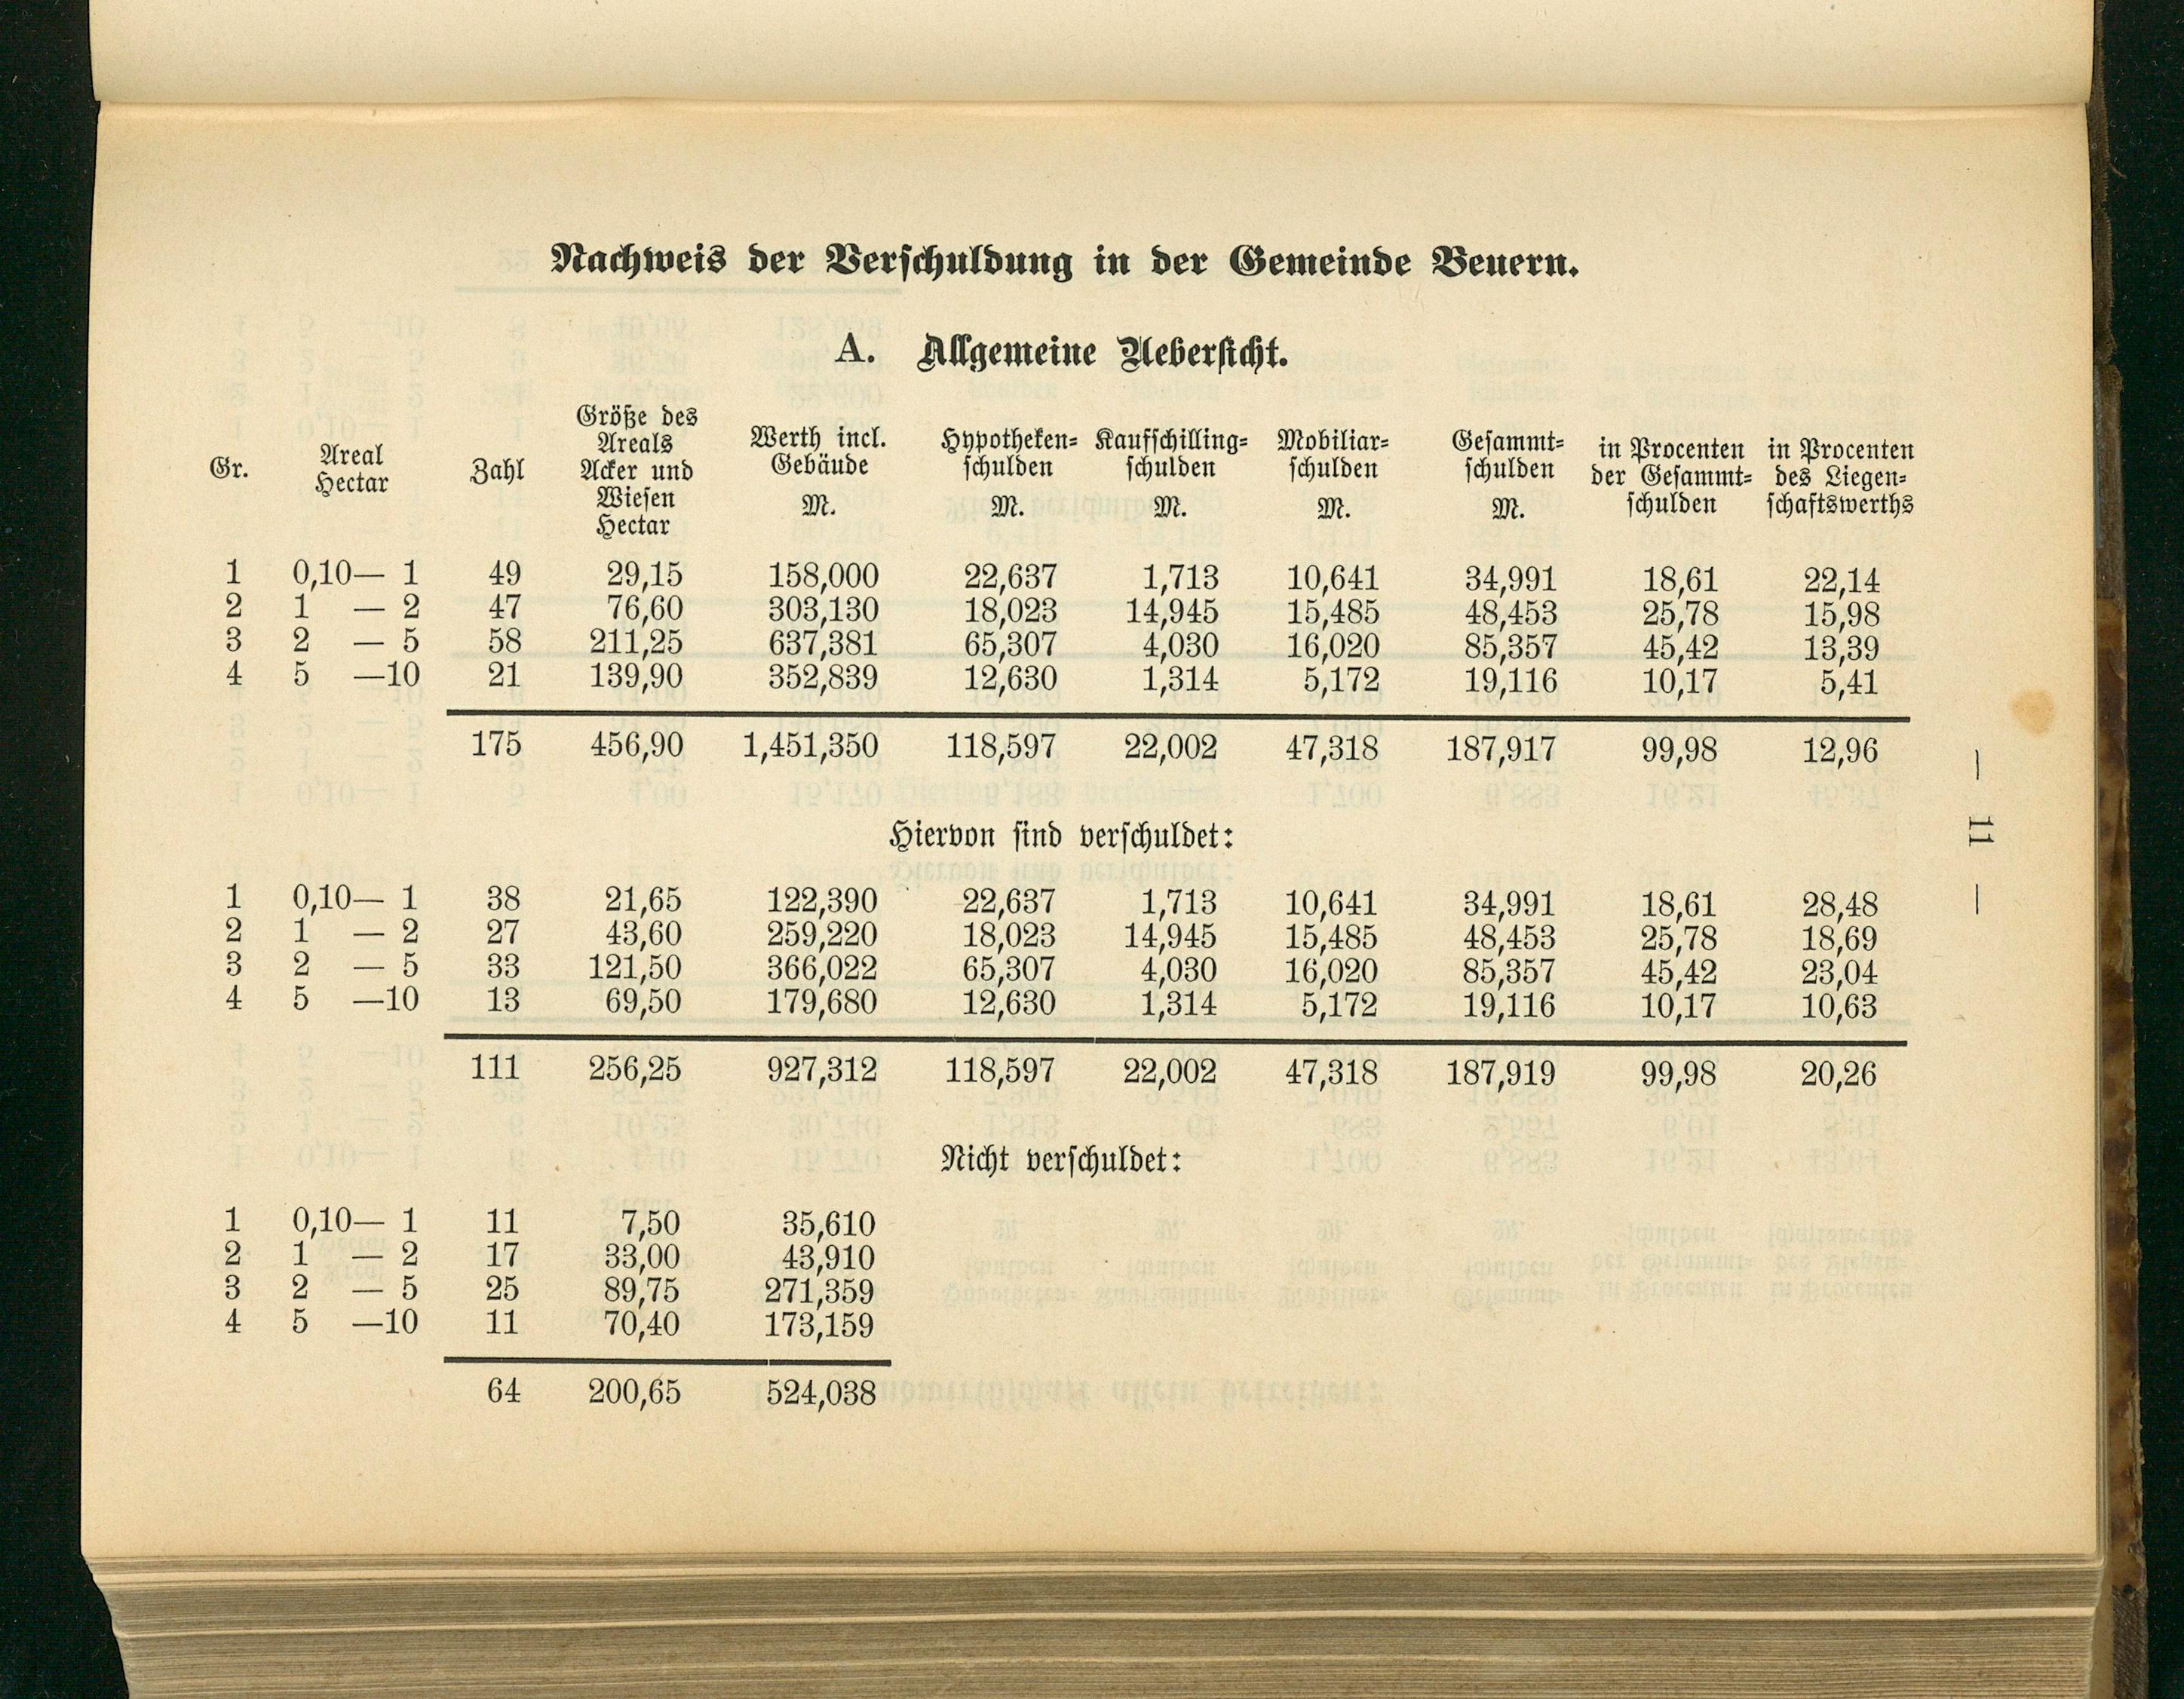 Nachweis der Verschuldung in der Gemeinde Beuern.
A. Allgemeine Uebersicht.
Gr.
Areal
Hectar
Zahl
Größe des
Areals
Acker und
Wiesen
Hectar
Werth incl.
Gebäude
M.
Hypotheken-
schulden
M.
Kaufschilling-
schulden
M.
Mobiliar-
schulden
M.
Gesammt-
schulden
M.
in Procenten
der Gesammt-
schulden
in Procenten
des Liegen-
schaftswerths
1 0,10— 1 49 29,15 158,000 22,637 1,713 10,641 34,991 18,61 22,14
2 1 — 2 47 76,60 303,130 18,023 14,945 15,485 48,453 25,78 15,98
3 2 — 5 58 211,25 637,381 65,307 4,030 16,020 85,357 45,42 13,39
4 5 —10 21 139,90 352,839 12,630 1,314 5,172 19,116 10,17 5,41
175 456,90 1,451,350 118,597 22,002 47,318 187,917 99,98 12,96
Hiervon sind verschuldet:
1 0,10— 1 38 21,65 122,390 22,637 1,713 10,641 34,991 18,61 28,48
2 1 — 2 27 43,60 259,220 18,023 14,945 15,485 48,453 25,78 18,69
3 2 — 5 33 121,50 366,022 65,307 4,030 16,020 85,357 45,42 23,04
4 5 —10 13 69,50 179,680 12,630 1,314 5,172 19,116 10,17 10,63
111 256,25 927,312 118,597 22,002 47,318 187,919 99,98 20,26
Nicht verschuldet:
1 0,10— 1 11 7,50 35,610
2 1 — 2 17 33,00 43,910
3 2 — 5 25 89,75 271,359
4 5 —10 11 70,40 173,159
64 200,65 524,038
— 11 —